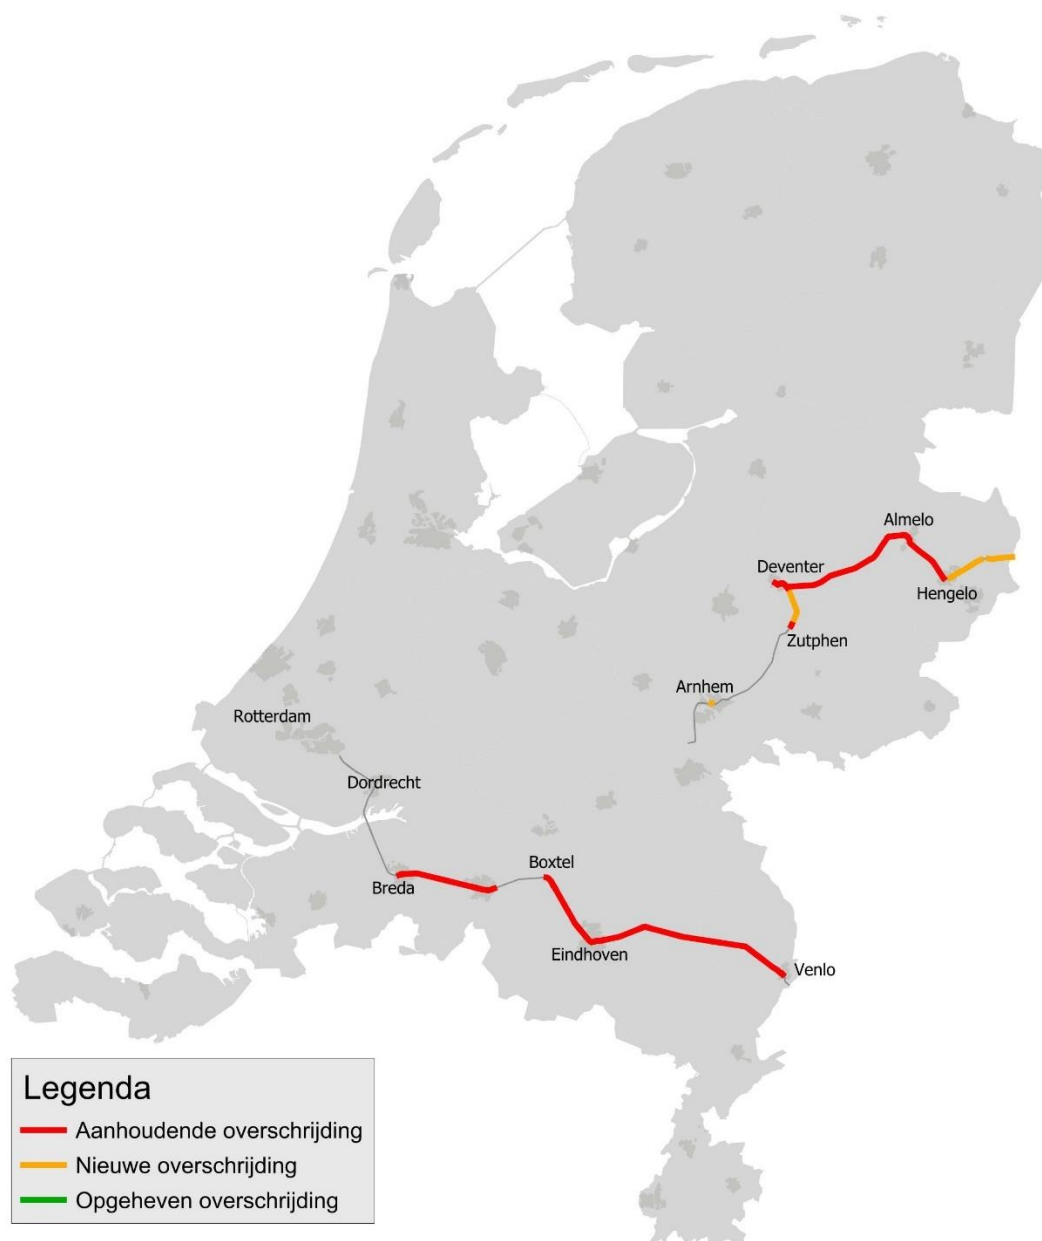 Almelo
Deventer
Hengelo
Zutphen
Arnhem
Rotterdam
Dordrecht
Boxtel
Breda
Eindhoven
Venlo
Legenda
Aanhoudende overschrijding
Nieuwe overschrijding
Opgeheven overschrijding